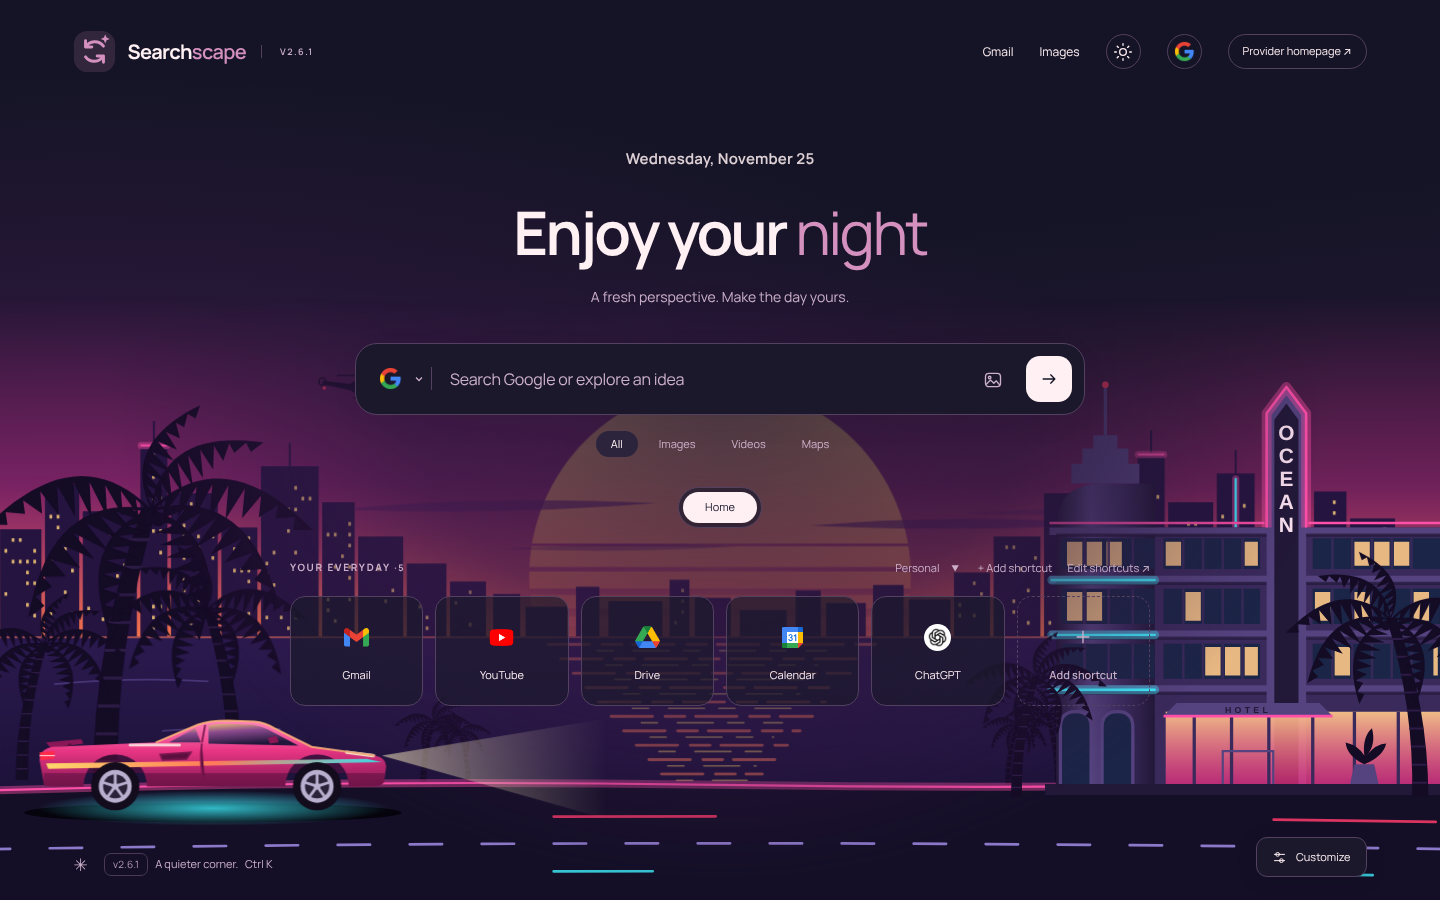 Searchscape
V2.6.1
Gmail
Images
Provider homepage ↗
Wednesday, November 25
Enjoy your night
A fresh perspective. Make the day yours.
Search Google or explore an idea
All
Images
Videos
Maps
Home
YOUR EVERYDAY · 5
Personal ▼
+ Add shortcut
Edit shortcuts ↗
31
Gmail
YouTube
Drive
Calendar
ChatGPT
Add shortcut
OCEAN
HOTEL
v2.6.1
A quieter corner. Ctrl K
Customize